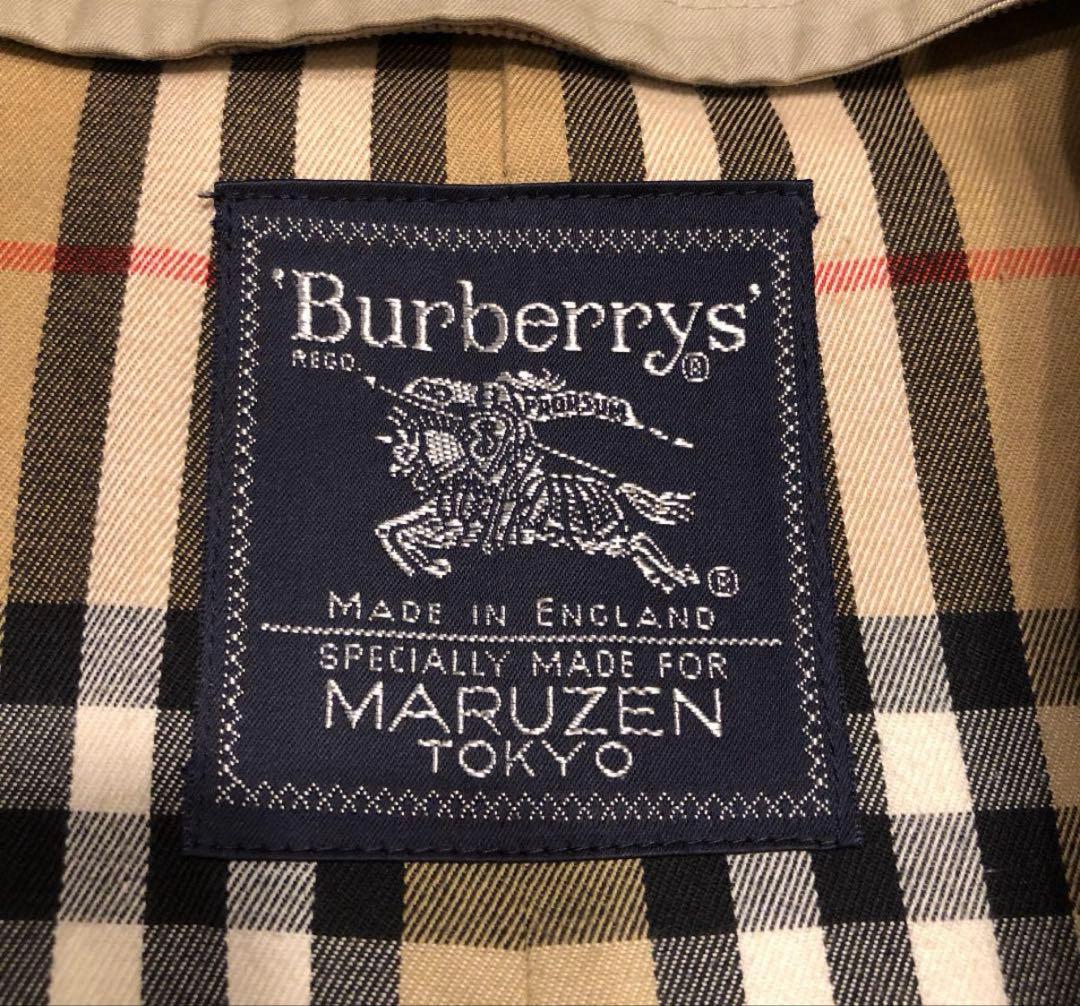 'Burberrys'®
REGD.
PRORSUM
®
MADE IN ENGLAND
SPECIALLY MADE FOR
MARUZEN
TOKYO